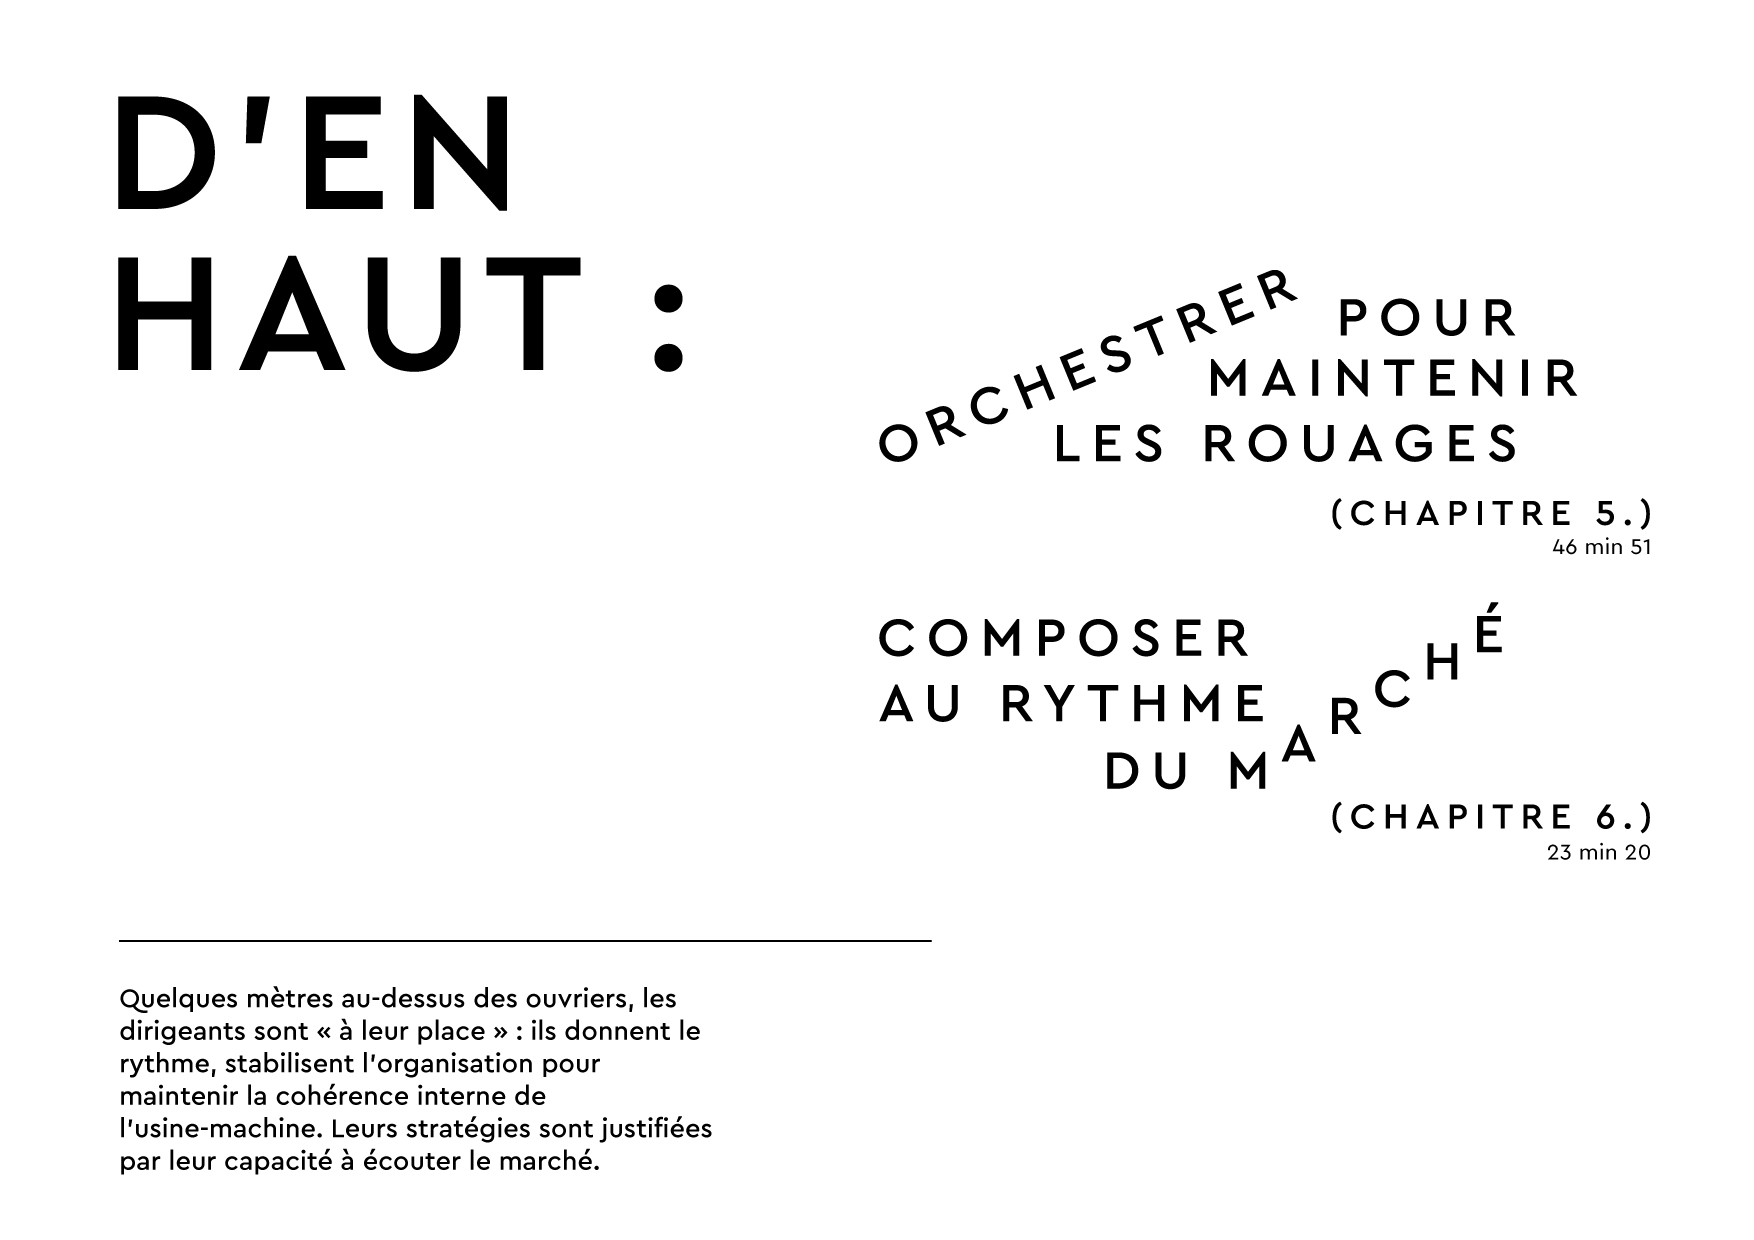 D'EN
HAUT :
ORCHESTRER POUR
MAINTENIR
LES ROUAGES
(CHAPITRE 5.)
46 min 51
COMPOSER
AU RYTHME
DU MARCHÉ
(CHAPITRE 6.)
23 min 20
Quelques mètres au-dessus des ouvriers, les
dirigeants sont « à leur place » : ils donnent le
rythme, stabilisent l'organisation pour
maintenir la cohérence interne de
l'usine-machine. Leurs stratégies sont justifiées
par leur capacité à écouter le marché.